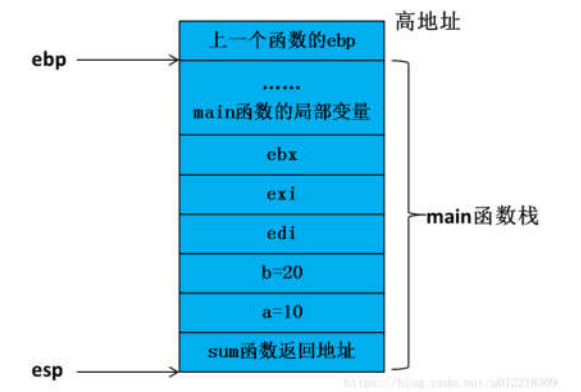 高地址
上一个函数的ebp
ebp
......
main函数的局部变量
ebx
exi
edi
main函数栈
b=20
a=10
sum函数返回地址
esp